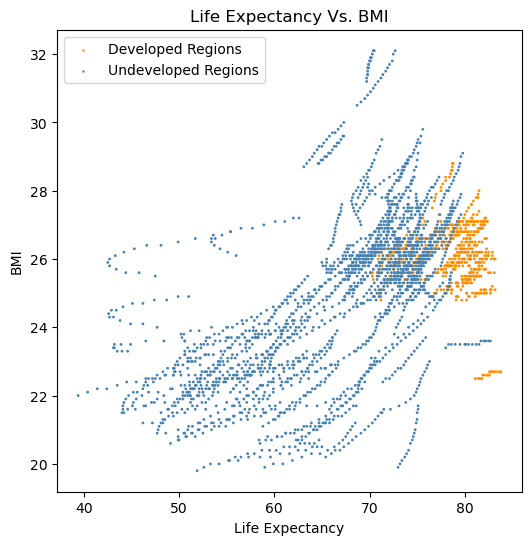 Life Expectancy Vs. BMI
Developed Regions
Undeveloped Regions
32
30
28
26
24
22
20
BMI
40 50 60 70 80
Life Expectancy